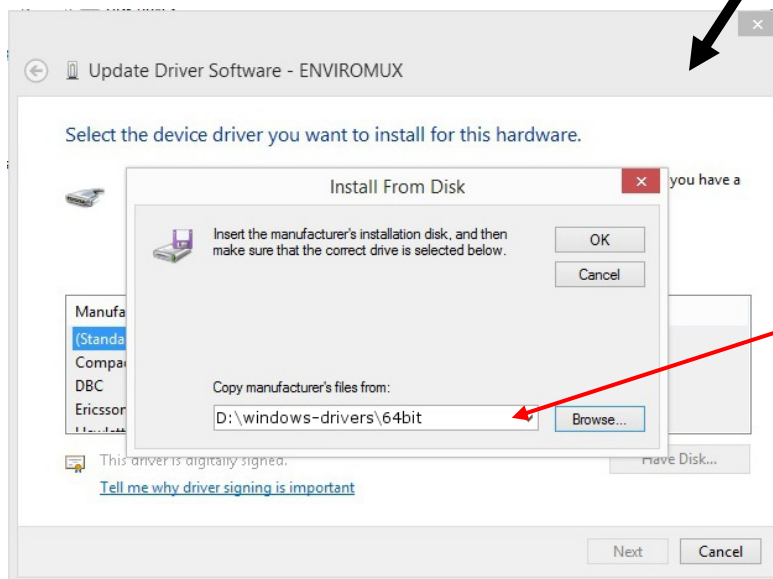 Update Driver Software - ENVIROMUX
Select the device driver you want to install for this hardware.
you have a
Install From Disk
Insert the manufacturer's installation disk, and then
make sure that the correct drive is selected below.
OK
Cancel
Manufa
(Standa
Compa
DBC
Ericsson
Copy manufacturer's files from:
D:\windows-drivers\64bit
Browse...
This driver is digitally signed.
Have Disk...
Tell me why driver signing is important
Next
Cancel